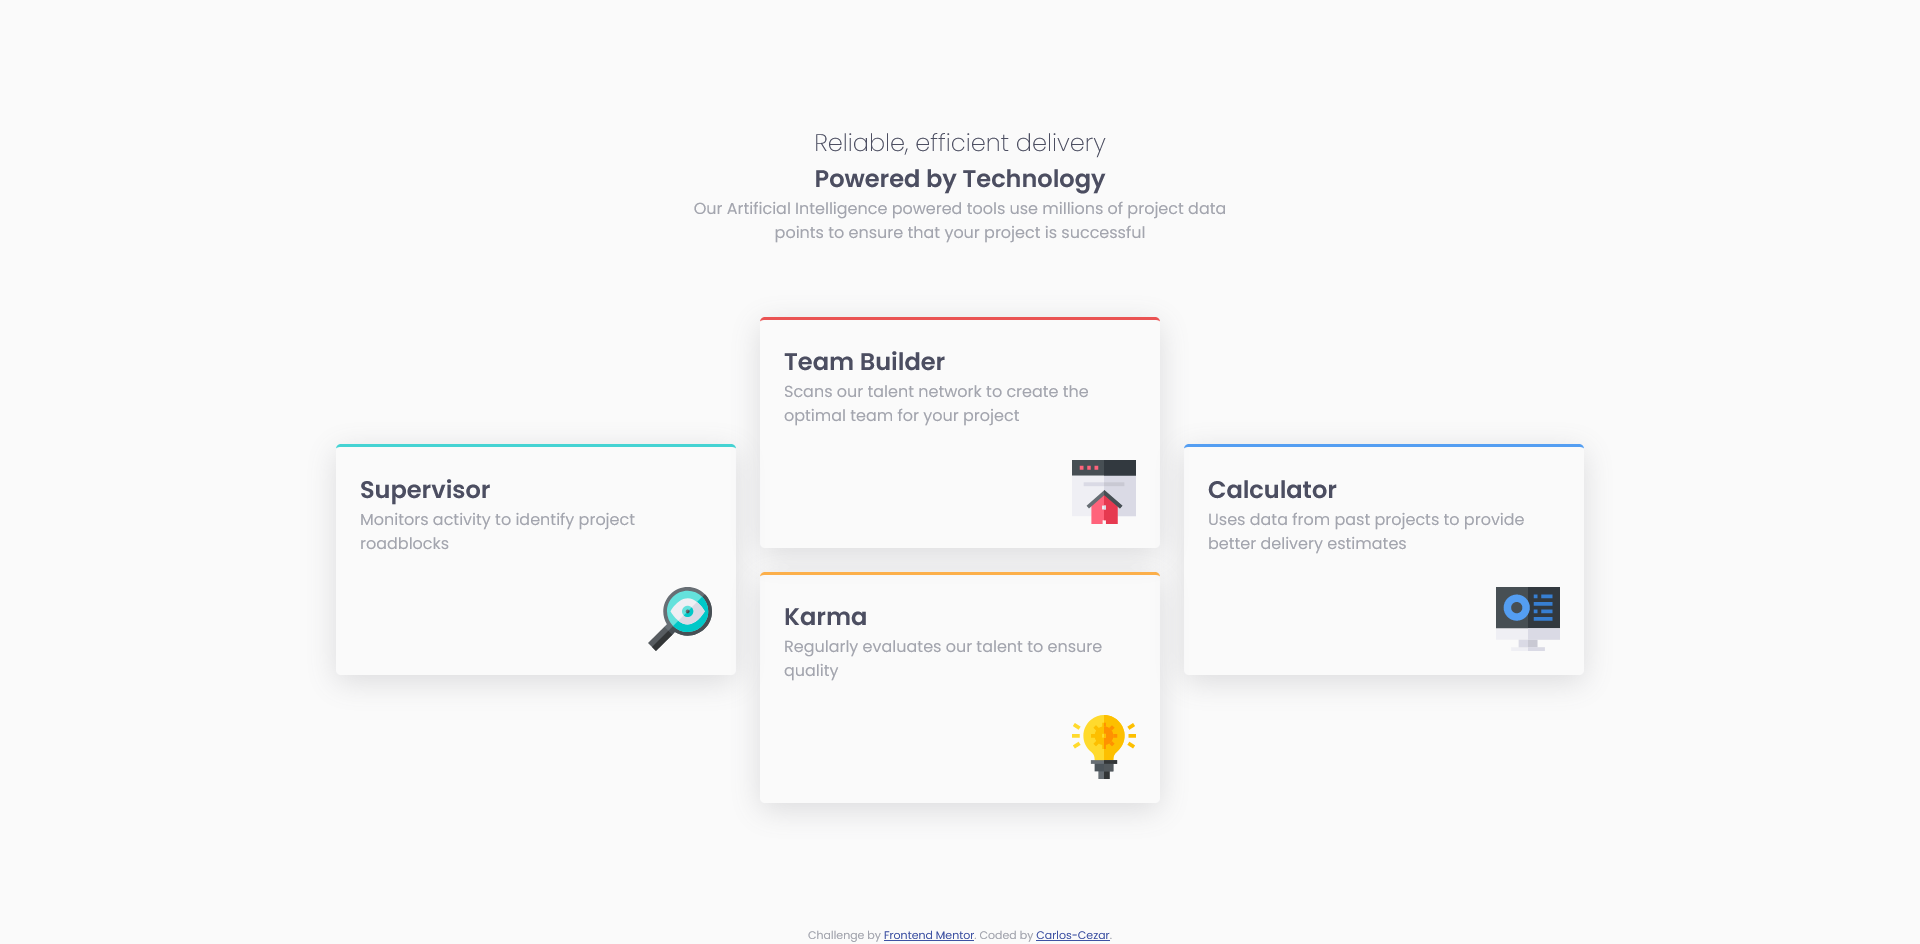 Reliable, efficient delivery
Powered by Technology
Our Artificial Intelligence powered tools use millions of project data
points to ensure that your project is successful
Supervisor
Monitors activity to identify project
roadblocks
Team Builder
Scans our talent network to create the
optimal team for your project
Karma
Regularly evaluates our talent to ensure
quality
Calculator
Uses data from past projects to provide
better delivery estimates
Challenge by Frontend Mentor. Coded by Carlos-Cezar.